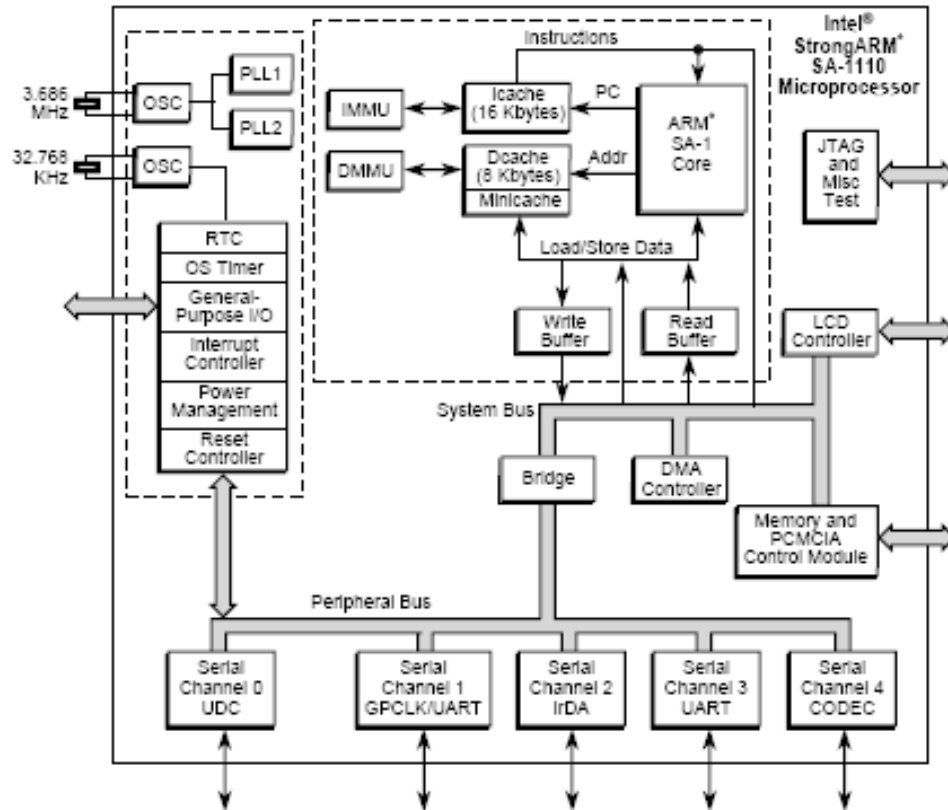 Intel®
StrongARM*
SA-1110
Microprocessor
3.686
MHz
OSC
PLL1
PLL2
32.768
KHz
OSC
RTC
OS Timer
General-
Purpose I/O
Interrupt
Controller
Power
Management
Reset
Controller
Instructions
IMMU
Icache
(16 Kbytes)
PC
ARM*
SA-1
Core
DMMU
Dcache
(8 Kbytes)
Minicache
Addr
Load/Store Data
Write
Buffer
Read
Buffer
JTAG
and
Misc
Test
LCD
Controller
System Bus
Bridge
DMA
Controller
Memory and
PCMCIA
Control Module
Peripheral Bus
Serial
Channel 0
UDC
Serial
Channel 1
GPCLK/UART
Serial
Channel 2
IrDA
Serial
Channel 3
UART
Serial
Channel 4
CODEC